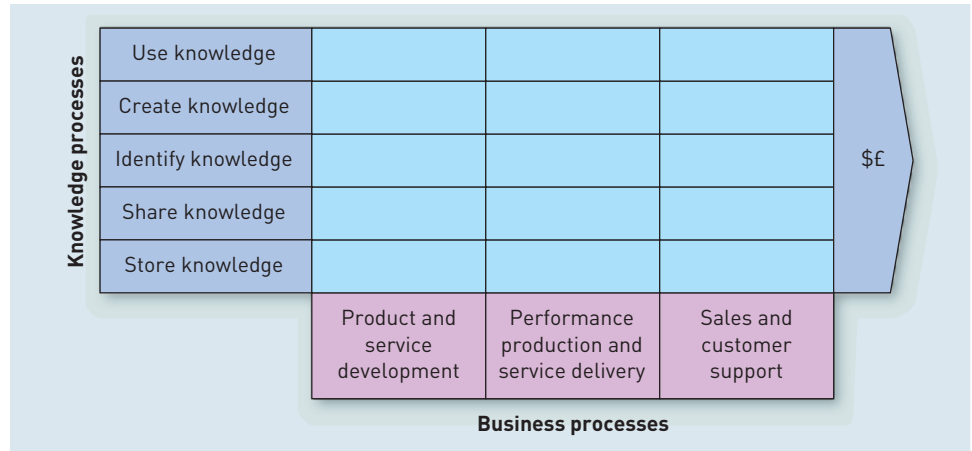 Knowledge processes
Use knowledge
Create knowledge
Identify knowledge
Share knowledge
Store knowledge
$£
Product and
service
development
Performance
production and
service delivery
Sales and
customer
support
Business processes